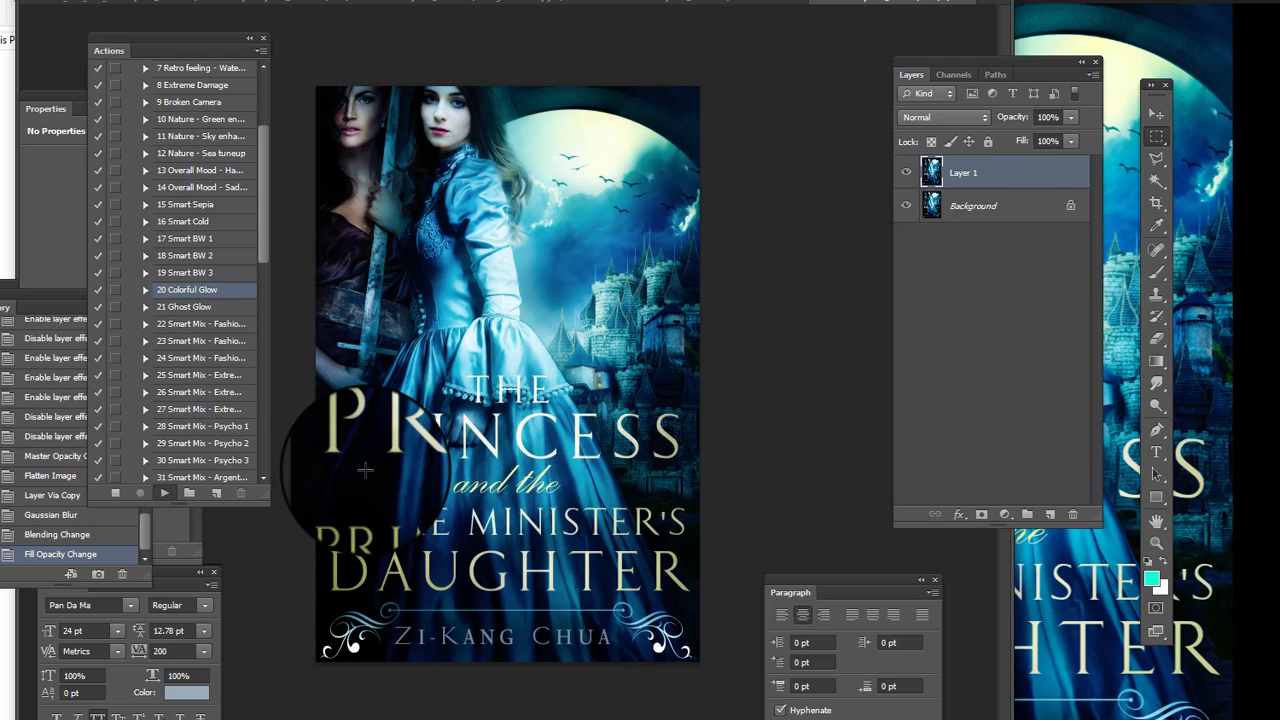 is P
Properties
No Properties
Actions
7 Retro feeling - Wate...
8 Extreme Damage
9 Broken Camera
10 Nature - Green en...
11 Nature - Sky enha...
12 Nature - Sea tuneup
13 Overall Mood - Ha...
14 Overall Mood - Sad...
15 Smart Sepia
16 Smart Cold
17 Smart BW 1
18 Smart BW 2
19 Smart BW 3
20 Colorful Glow
21 Ghost Glow
22 Smart Mix - Fashio...
23 Smart Mix - Fashio...
24 Smart Mix - Fashio...
25 Smart Mix - Extre...
26 Smart Mix - Extre...
27 Smart Mix - Extre...
28 Smart Mix - Psycho 1
29 Smart Mix - Psycho 2
30 Smart Mix - Psycho 3
31 Smart Mix - Argent...
ory
Enable layer effe
Disable layer effe
Enable layer effe
Enable layer effe
Enable layer effe
Disable layer effe
Disable layer effe
Master Opacity C
Flatten Image
Layer Via Copy
Gaussian Blur
Blending Change
Fill Opacity Change
Pan Da Ma Regular
24 pt 12.78 pt
Metrics 200
100% 100%
0 pt Color:
THE
PRINCESS
and the
PRI E MINISTER'S
DAUGHTER
ZI-KANG CHUA
Layers Channels Paths
Kind
Normal Opacity: 100%
Lock: Fill: 100%
Layer 1
Background
Paragraph
0 pt 0 pt
0 pt
0 pt 0 pt
Hyphenate
SS
he
NISTER'S
HTER